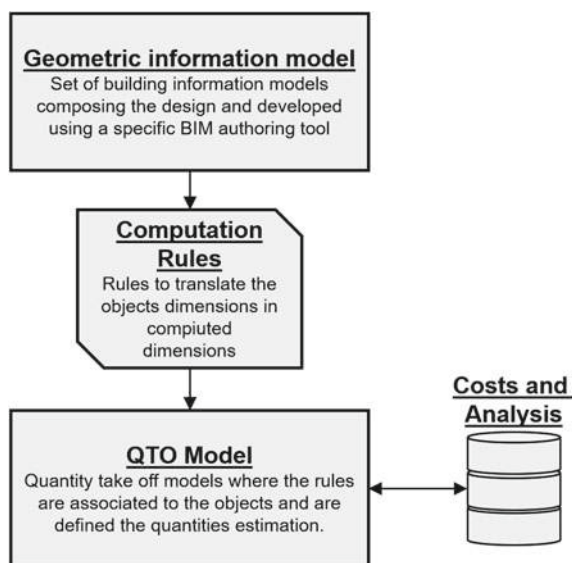 Geometric information model
Set of building information models
composing the design and developed
using a specific BIM authoring tool
Computation
Rules
Rules to translate the
objects dimensions in
compiuted
dimensions
QTO Model
Quantity take off models where the rules
are associated to the objects and are
defined the quantities estimation.
Costs and
Analysis